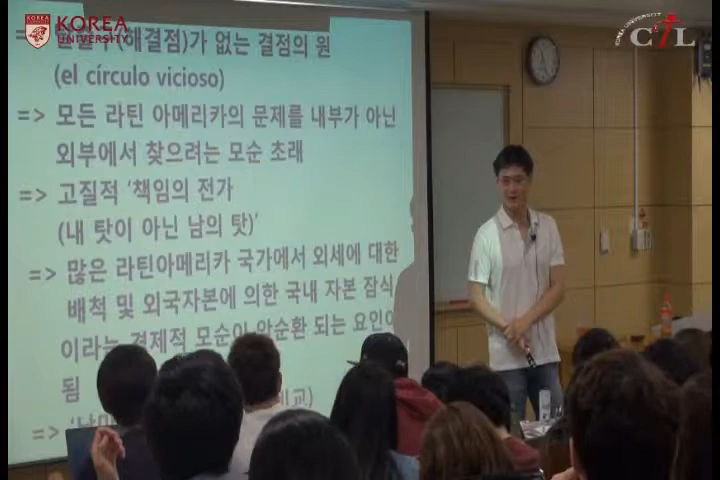 KOREA
UNIVERSITY
KOREA UNIVERSITY
CTL
=> 해결점)가 없는 결점의 원
(el círculo vicioso)
=> 모든 라틴 아메리카의 문제를 내부가 아닌
외부에서 찾으려는 모순 초래
=> 고질적 '책임의 전가
(내 탓이 아닌 남의 탓)'
=> 많은 라틴아메리카 국가에서 외세에 대한
배척 및 외국자본에 의한 국내 자본 잠식
이라는 경제적 모순이 악순환 되는 요인이
됨
=>